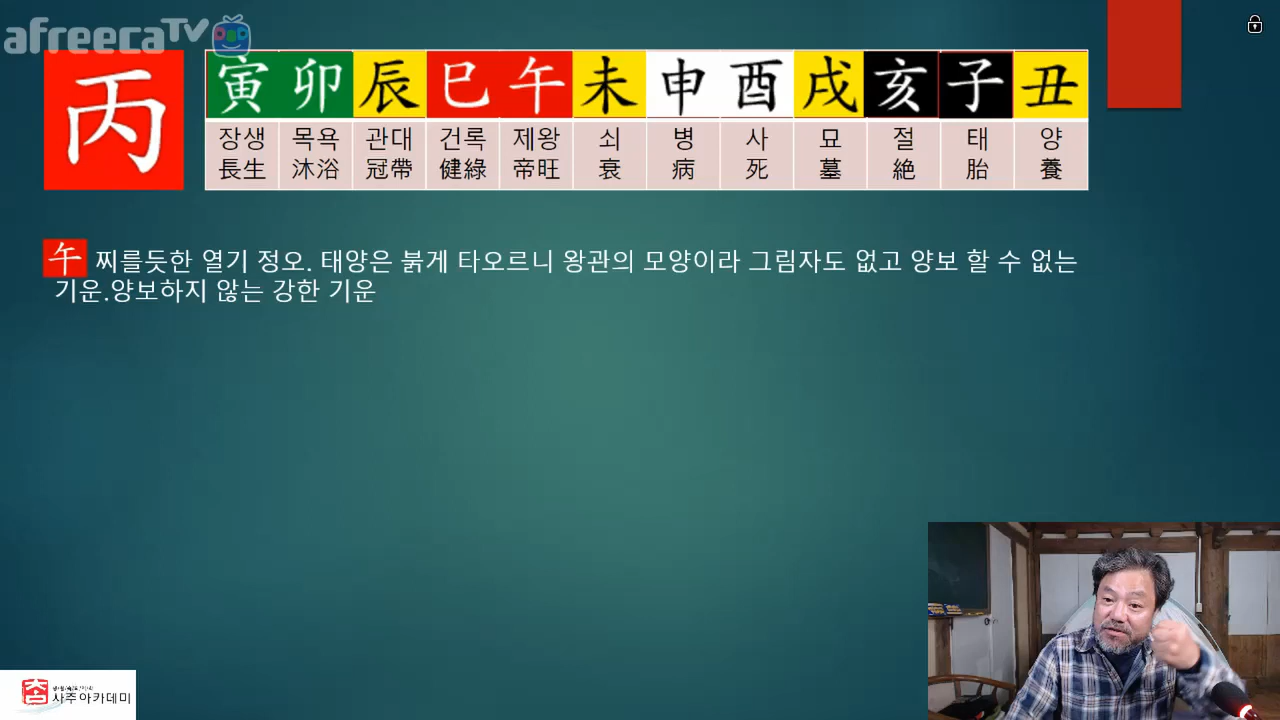 afreecaTV
丙
寅 卯 辰 巳 午 未 申 酉 戌 亥 子 丑
장생 목욕 관대 건록 제왕 쇠 병 사 묘 절 태 양
長生 沐浴 冠帶 健綠 帝旺 衰 病 死 墓 絶 胎 養
午 찌를듯한 열기 정오. 태양은 붉게 타오르니 왕관의 모양이라 그림자도 없고 양보 할 수 없는
기운.양보하지 않는 강한 기운
사주아카데미